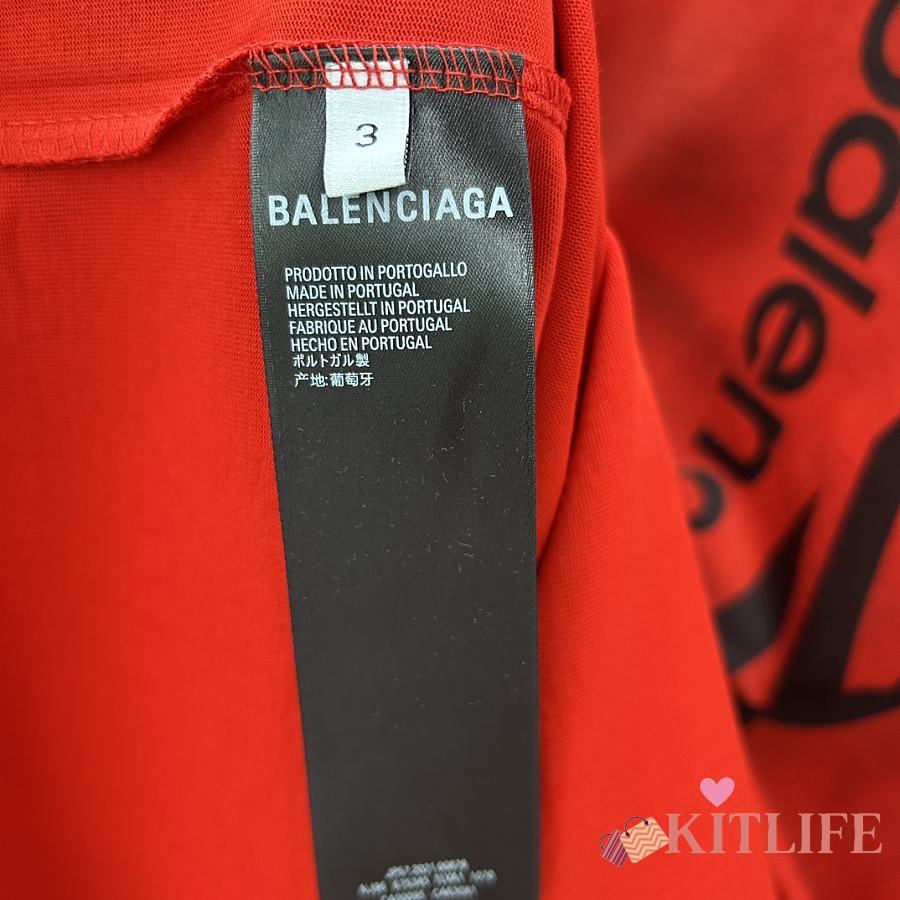 3
BALENCIAGA
PRODOTTO IN PORTOGALLO
MADE IN PORTUGAL
HERGESTELLT IN PORTUGAL
FABRIQUE AU PORTUGAL
HECHO EN PORTUGAL
ポルトガル製
产地:葡萄牙
balenc
KITLIFE